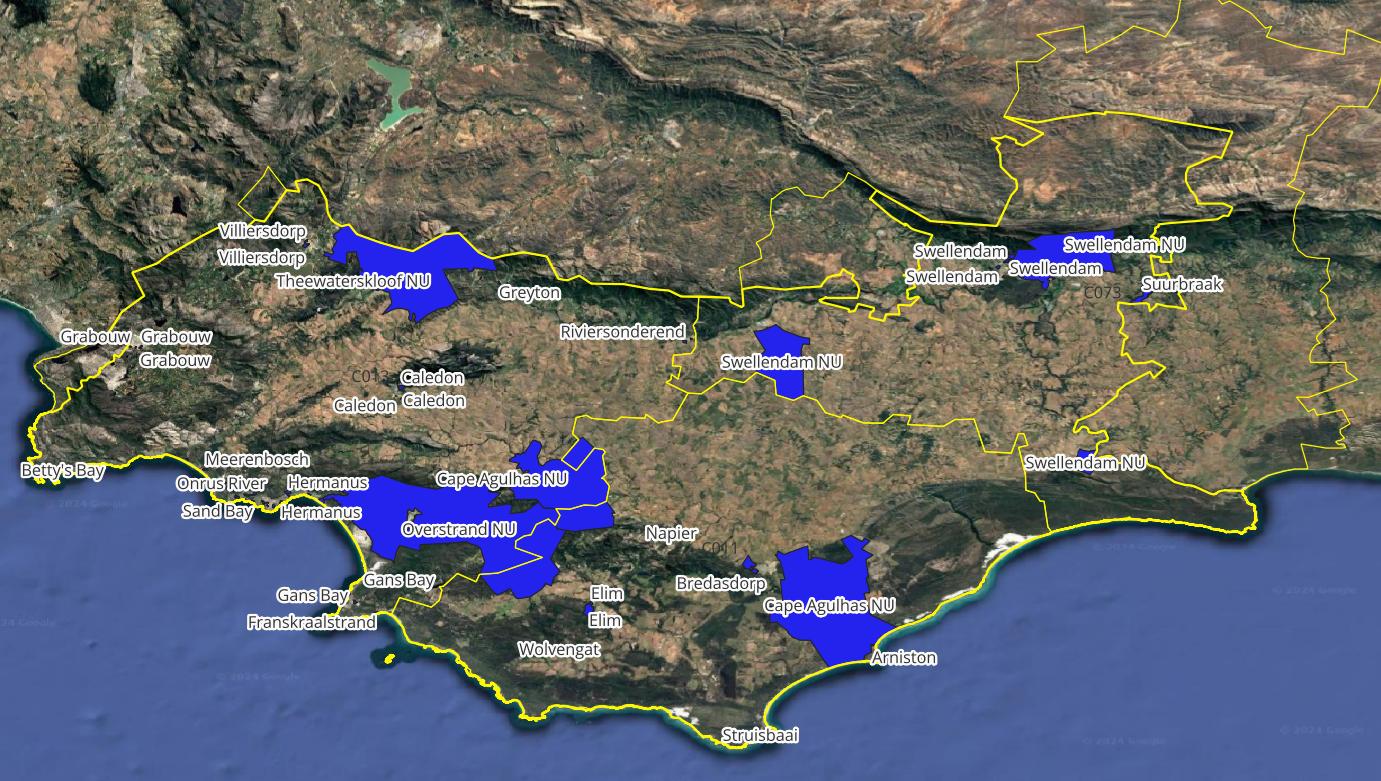 Villiersdorp
Villiersdorp
Swellendam
Swellendam NU
Swellendam
Swellendam
Theewaterskloof NU
Suurbraak
Greyton
C073
Riviersonderend
Grabouw
Grabouw
Grabouw
Swellendam NU
C013
Caledon
Caledon
Caledon
Meerenbosch
Swellendam NU
Betty's Bay
Onrus River
Hermanus
Cape Agulhas NU
© 2024 Google
Sand Bay
Hermanus
Overstrand NU
Napier
C011
© 2024 Google
Gans Bay
Bredasdorp
Gans Bay
Elim
© 2024 Google
Cape Agulhas NU
Franskraalstrand
Elim
24 Google
Wolvengat
Arniston
© 2024 Google
Struisbaai
© 2024 Google
© 2024 Google